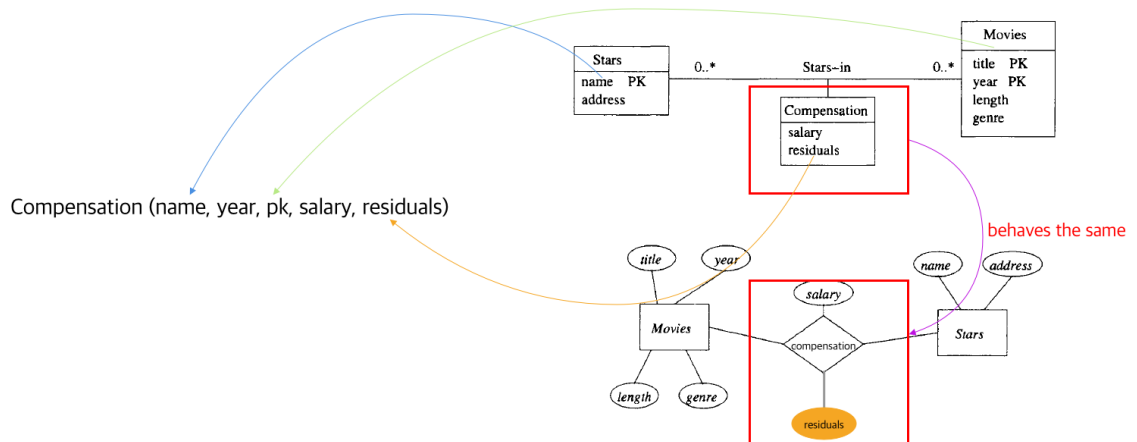 Movies
Stars
0..*
Stars-in
0..*
title PK
name PK
year PK
address
length
Compensation
genre
salary
residuals
Compensation (name, year, pk, salary, residuals)
behaves the same
title
year
name
address
salary
Movies
Stars
compensation
length
genre
residuals